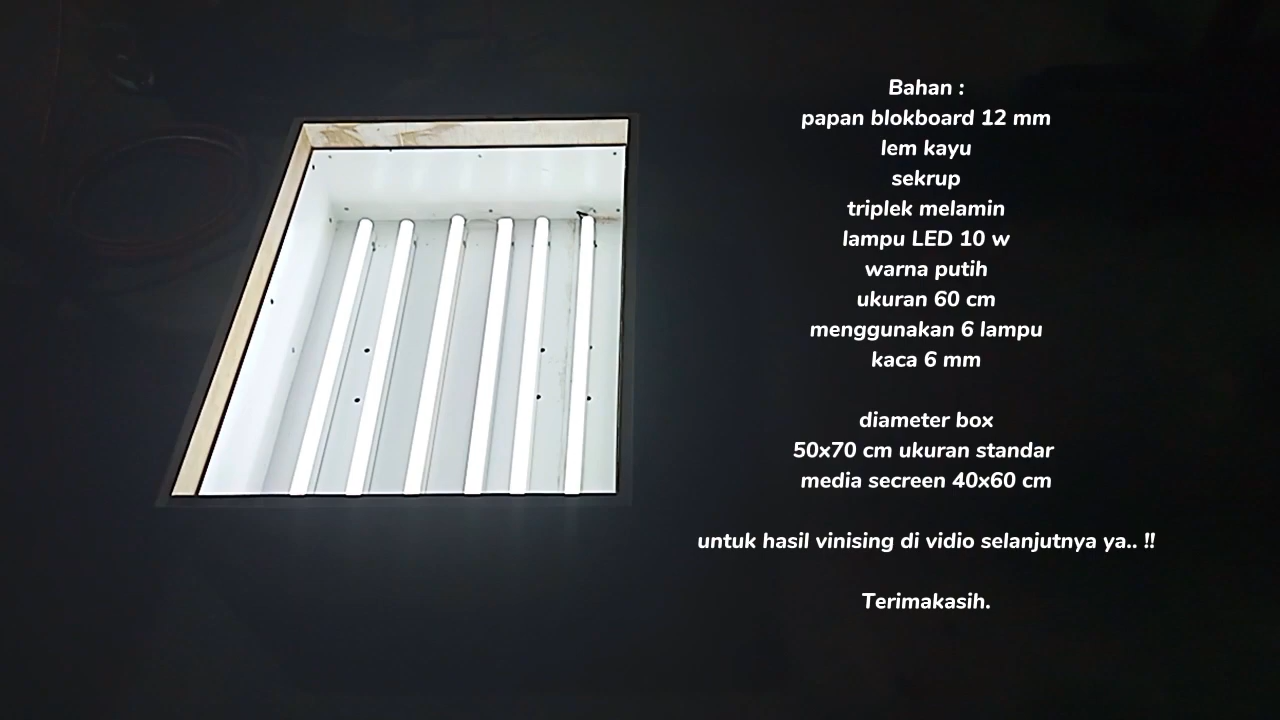 Bahan :
papan blokboard 12 mm
lem kayu
sekrup
triplek melamin
lampu LED 10 w
warna putih
ukuran 60 cm
menggunakan 6 lampu
kaca 6 mm
diameter box
50x70 cm ukuran standar
media secreen 40x60 cm
untuk hasil vinising di vidio selanjutnya ya.. !!
Terimakasih.